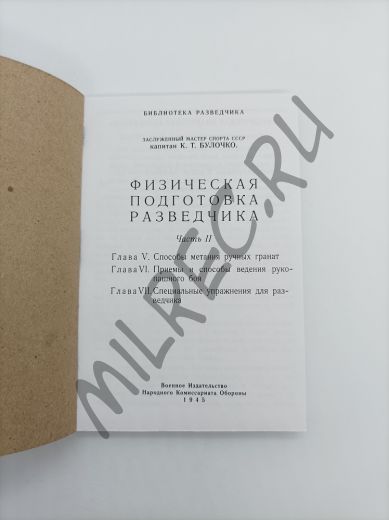 БИБЛИОТЕКА РАЗВЕДЧИКА
ЗАСЛУЖЕННЫЙ МАСТЕР СПОРТА СССР
капитан К. Т. БУЛОЧКО.
ФИЗИЧЕСКАЯ
ПОДГОТОВКА
РАЗВЕДЧИКА
Часть II
Глава V. Способы метания ручных гранат
Глава VI. Приемы и способы ведения руко-
пашного боя
Глава VII. Специальные упражнения для раз-
ведчика
Военное Издательство
Народного Комиссариата Обороны
1945
MILREC.RU